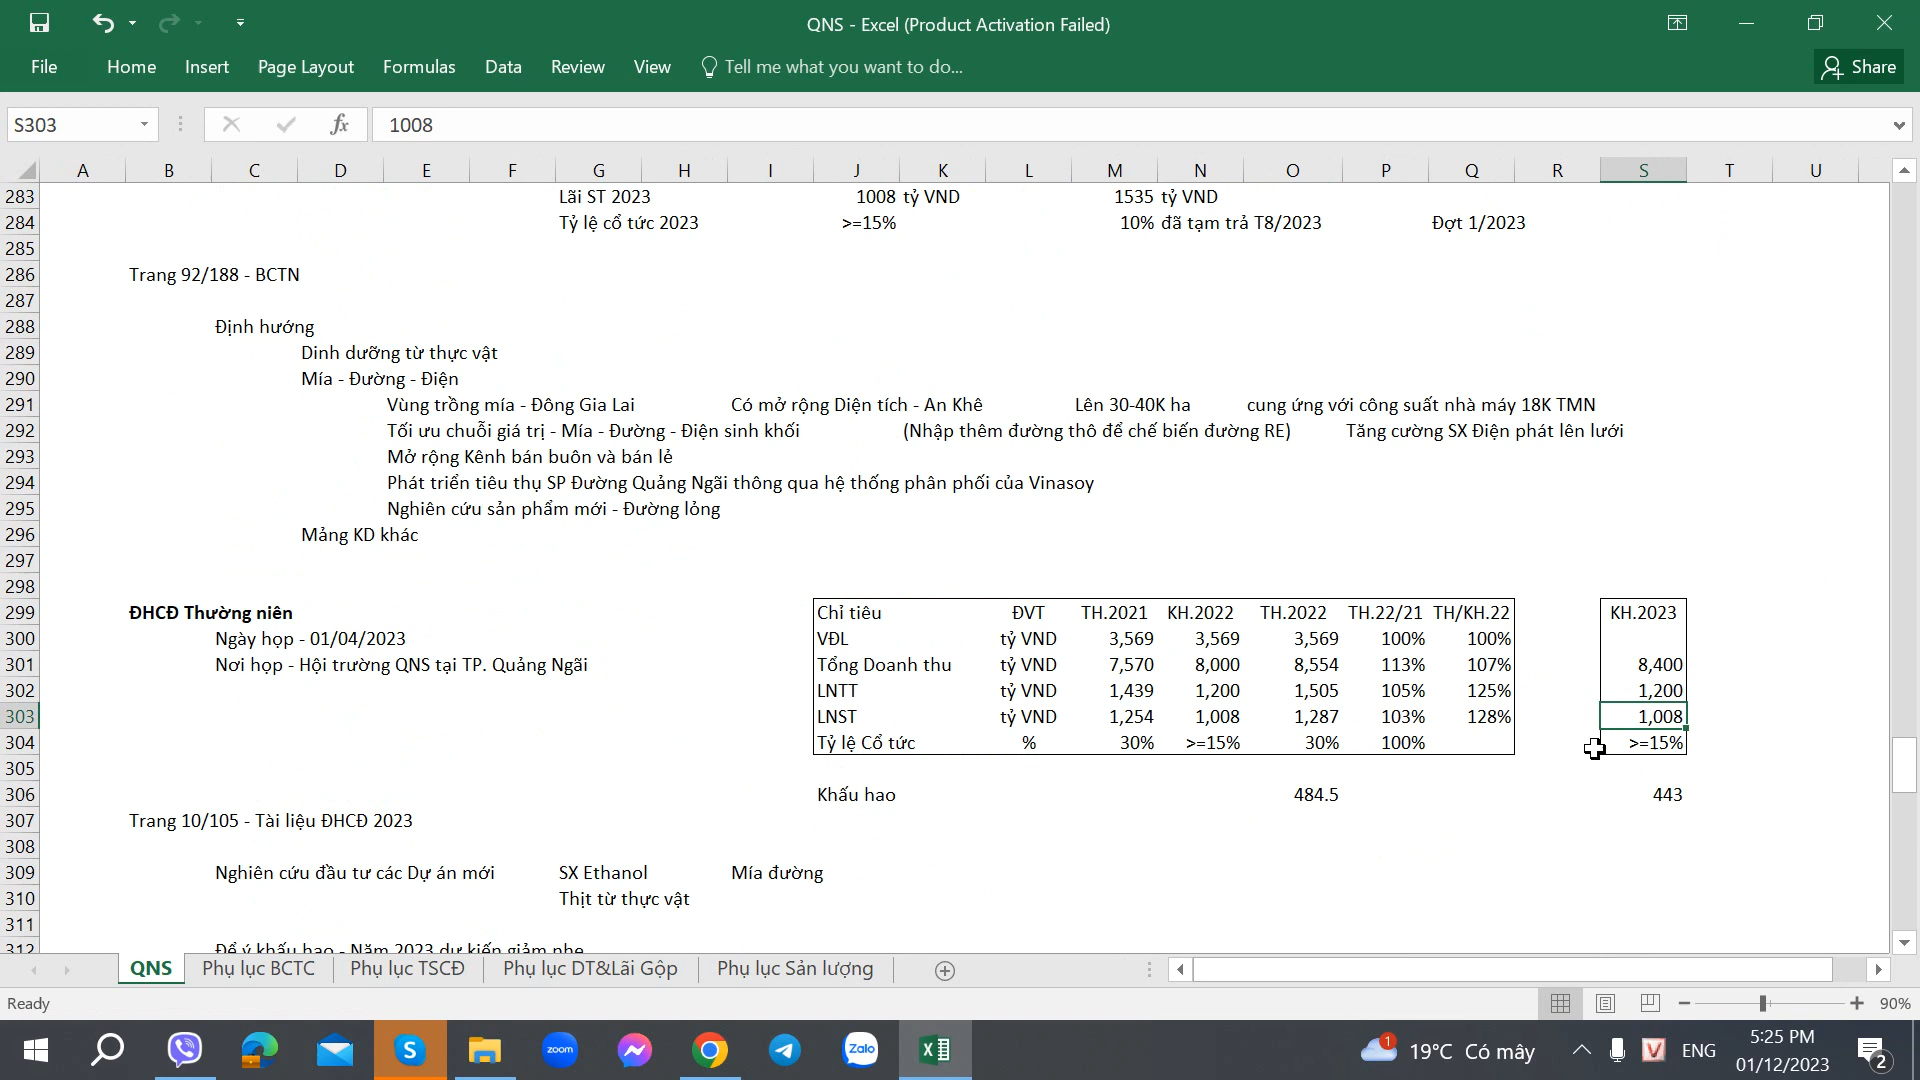 QNS - Excel (Product Activation Failed)
File Home Insert Page Layout Formulas Data Review View Tell me what you want to do... Share
S303 fx 1008
A B C D E F G H I J K L M N O P Q R S T U
283 Lãi ST 2023 1008 tỷ VND 1535 tỷ VND
284 Tỷ lệ cổ tức 2023 >=15% 10% đã tạm trả T8/2023 Đợt 1/2023
285
286 Trang 92/188 - BCTN
287
288 Định hướng
289 Dinh dưỡng từ thực vật
290 Mía - Đường - Điện
291 Vùng trồng mía - Đông Gia Lai Có mở rộng Diện tích - An Khê Lên 30-40K ha cung ứng với công suất nhà máy 18K TMN
292 Tối ưu chuỗi giá trị - Mía - Đường - Điện sinh khối (Nhập thêm đường thô để chế biến đường RE) Tăng cường SX Điện phát lên lưới
293 Mở rộng Kênh bán buôn và bán lẻ
294 Phát triển tiêu thụ SP Đường Quảng Ngãi thông qua hệ thống phân phối của Vinasoy
295 Nghiên cứu sản phẩm mới - Đường lỏng
296 Mảng KD khác
297
298
299 ĐHCĐ Thường niên Chỉ tiêu ĐVT TH.2021 KH.2022 TH.2022 TH.22/21 TH/KH.22 KH.2023
300 Ngày họp - 01/04/2023 VĐL tỷ VND 3,569 3,569 3,569 100% 100%
301 Nơi họp - Hội trường QNS tại TP. Quảng Ngãi Tổng Doanh thu tỷ VND 7,570 8,000 8,554 113% 107% 8,400
302 LNTT tỷ VND 1,439 1,200 1,505 105% 125% 1,200
303 LNST tỷ VND 1,254 1,008 1,287 103% 128% 1,008
304 Tỷ lệ Cổ tức % 30% >=15% 30% 100% >=15%
305
306 Khấu hao 484.5 443
307 Trang 10/105 - Tài liệu ĐHCĐ 2023
308
309 Nghiên cứu đầu tư các Dự án mới SX Ethanol Mía đường
310 Thịt từ thực vật
311
312 Để ý khấu hao - Năm 2023 dự kiến giảm nhẹ
QNS Phụ lục BCTC Phụ lục TSCĐ Phụ lục DT&Lãi Gộp Phụ lục Sản lượng
Ready 90%
S zoom Zalo 1 19°C Có mây V ENG 5:25 PM 2
01/12/2023